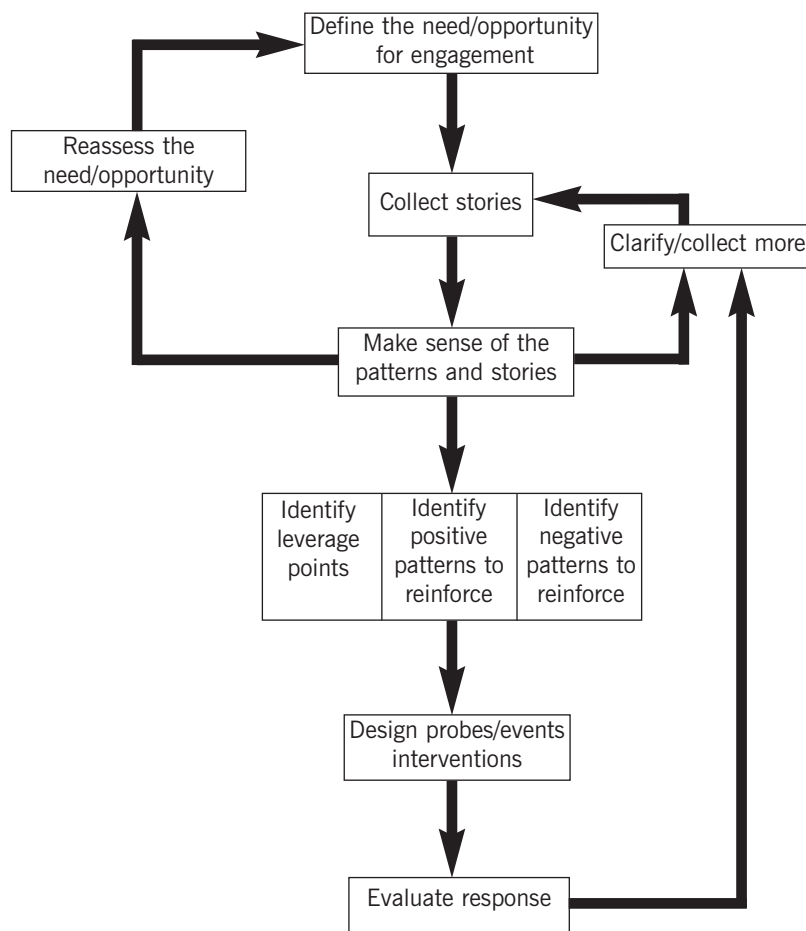 Define the need/opportunity
for engagement
Reassess the
need/opportunity
Collect stories
Clarify/collect more
Make sense of the
patterns and stories
Identify
leverage
points
Identify
positive
patterns to
reinforce
Identify
negative
patterns to
reinforce
Design probes/events
interventions
Evaluate response